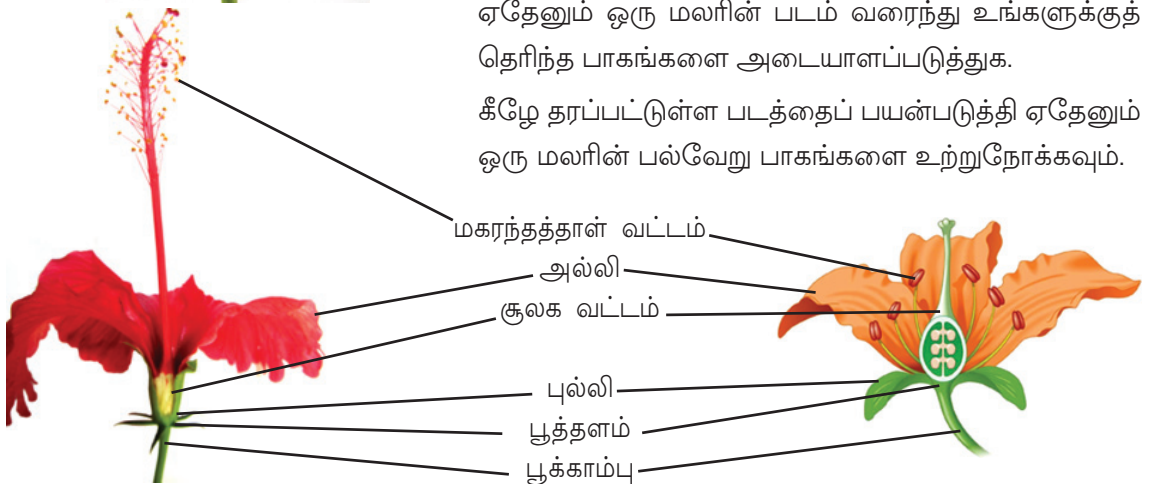 ஏதேனும் ஒரு மலரின் படம் வரைந்து உங்களுக்குத்
தெரிந்த பாகங்களை அடையாளப்படுத்துக.
கீழே தரப்பட்டுள்ள படத்தைப் பயன்படுத்தி ஏதேனும்
ஒரு மலரின் பல்வேறு பாகங்களை உற்றுநோக்கவும்.
மகரந்தத்தாள் வட்டம்
அல்லி
சூலக வட்டம்
புல்லி
பூத்தளம்
பூக்காம்பு